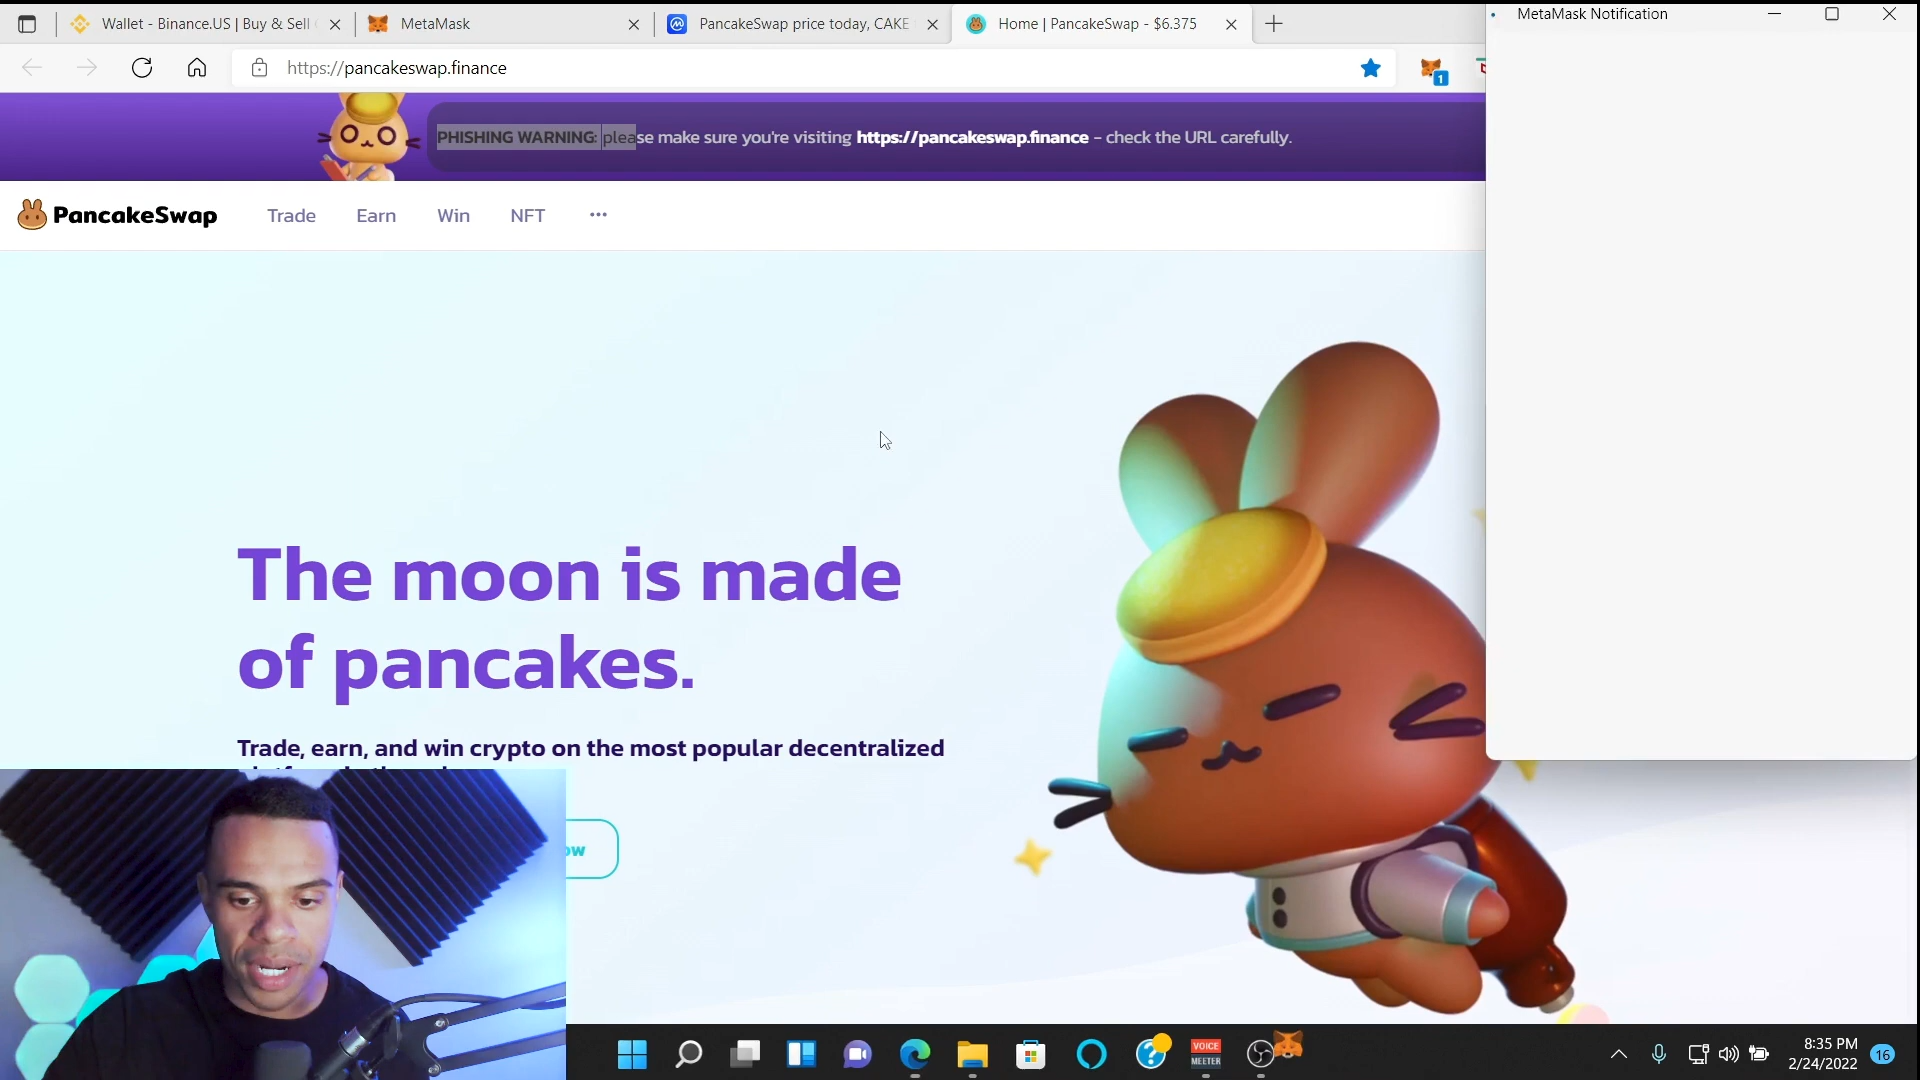 Wallet - Binance.US | Buy & Sell
MetaMask
PancakeSwap price today, CAKE
Home | PancakeSwap - $6.375
MetaMask Notification
https://pancakeswap.finance
1
PHISHING WARNING: please make sure you're visiting https://pancakeswap.finance - check the URL carefully.
PancakeSwap
Trade
Earn
Win
NFT
The moon is made
of pancakes.
Trade, earn, and win crypto on the most popular decentralized
ow
VOICE
MEETER
8:35 PM
2/24/2022
16